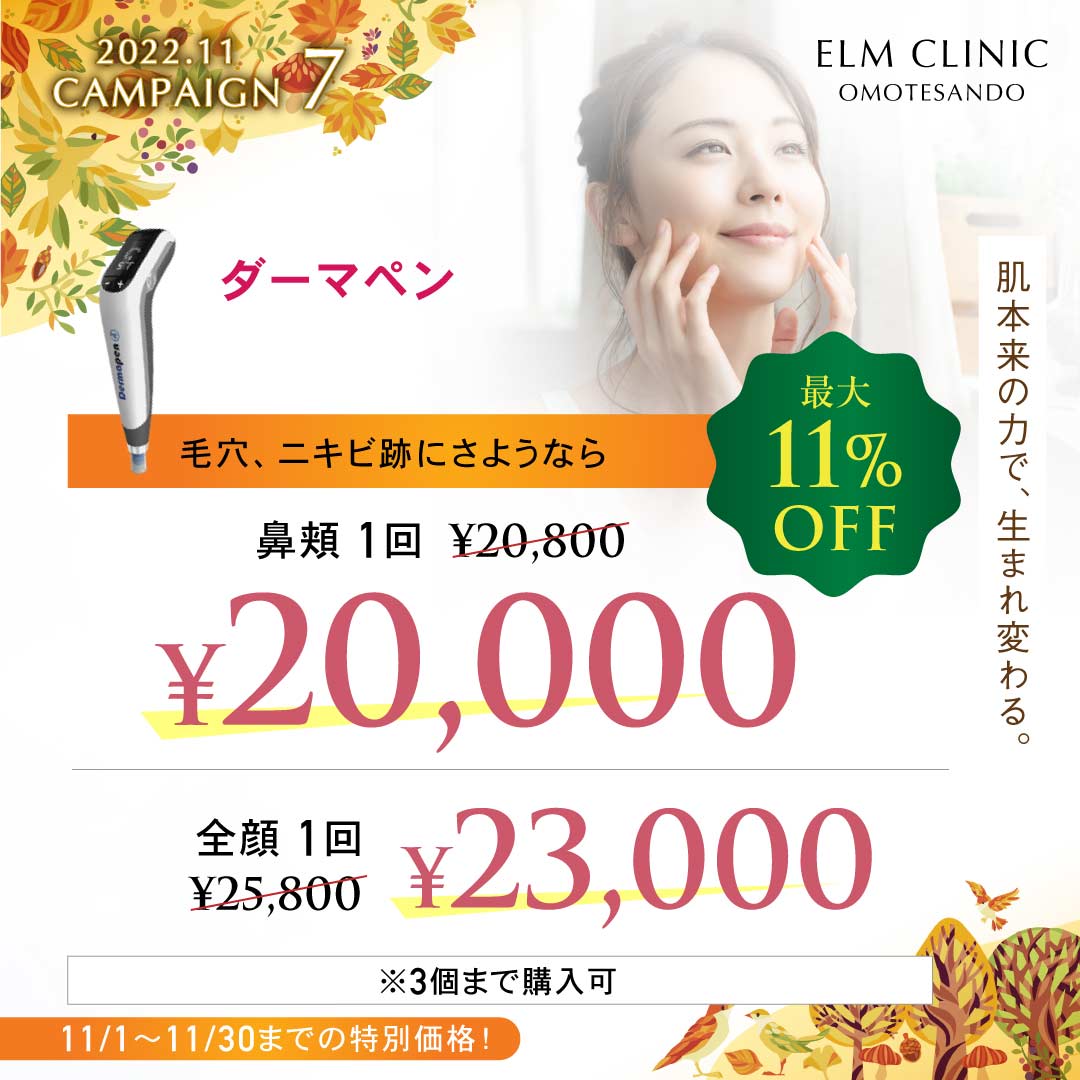 2022.11
CAMPAIGN 7
ELM CLINIC
OMOTESANDO
ダーマペン
Dermapen 4
肌本来の力で、生まれ変わる。
毛穴、ニキビ跡にさようなら
最大
11%
OFF
鼻頬 1回 ¥20,800
¥20,000
全顔 1回
¥25,800
¥23,000
※3個まで購入可
11/1～11/30までの特別価格!